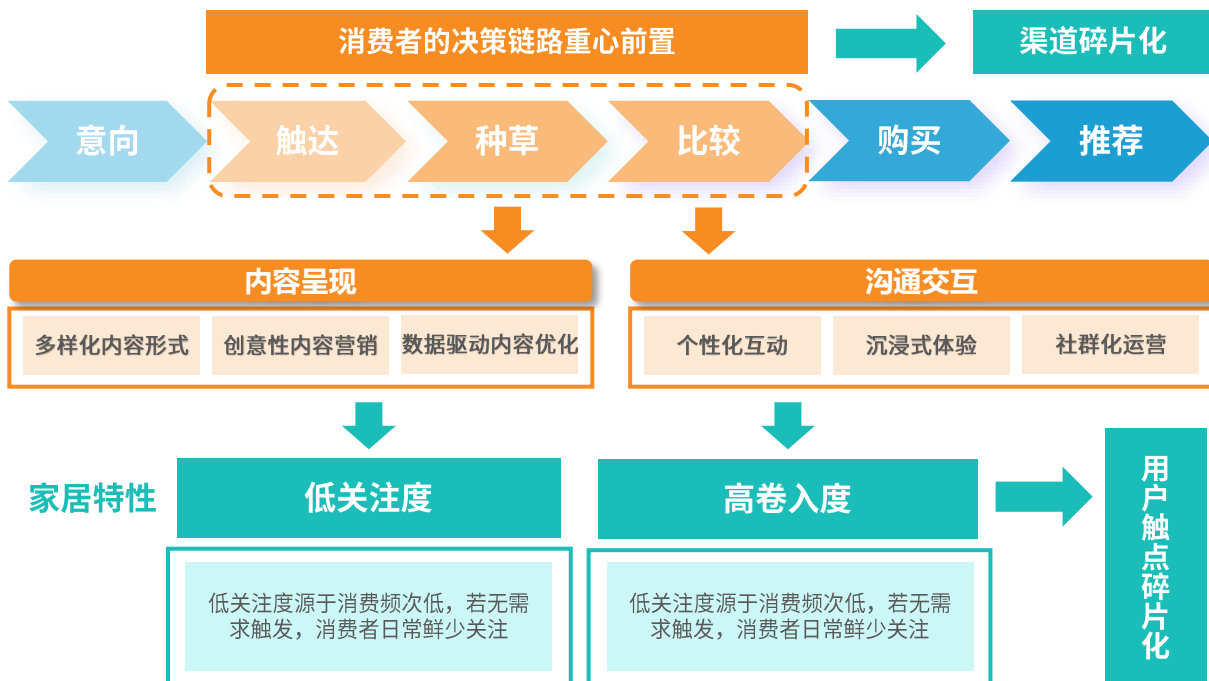 消费者的决策链路重心前置
渠道碎片化
意向
触达
种草
比较
购买
推荐
内容呈现
沟通交互
多样化内容形式
创意性内容营销
数据驱动内容优化
个性化互动
沉浸式体验
社群化运营
家居特性
低关注度
高卷入度
用户触点碎片化
低关注度源于消费频次低，若无需
求触发，消费者日常鲜少关注
低关注度源于消费频次低，若无需
求触发，消费者日常鲜少关注